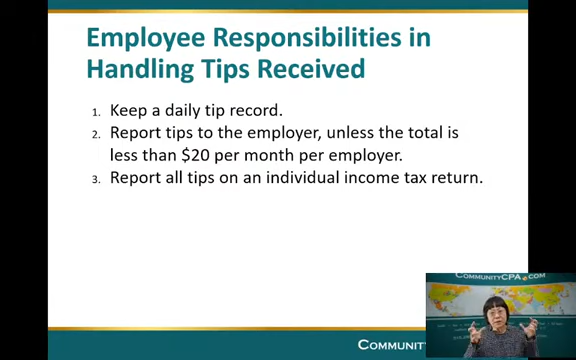 Employee Responsibilities in
Handling Tips Received
1. Keep a daily tip record.
2. Report tips to the employer, unless the total is
less than $20 per month per employer.
3. Report all tips on an individual income tax return.
COMMUNITYCPA.COM
COMMUNITY